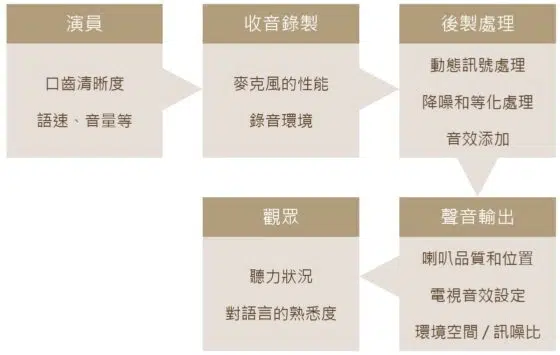 演員
口齒清晰度
語速、音量等
收音錄製
麥克風的性能
錄音環境
後製處理
動態訊號處理
降噪和等化處理
音效添加
聲音輸出
喇叭品質和位置
電視音效設定
環境空間 / 訊噪比
觀眾
聽力狀況
對語言的熟悉度